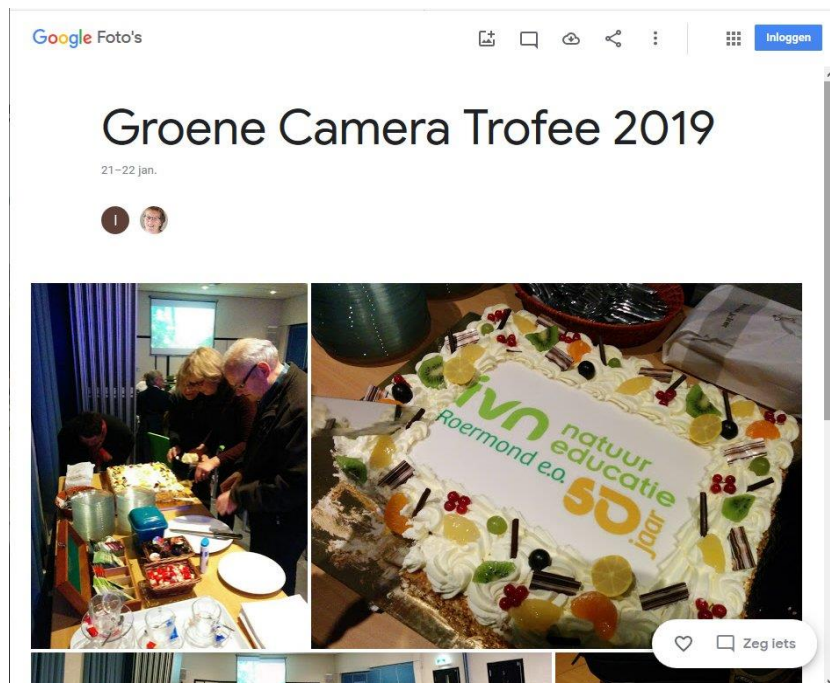 Google Foto's
Inloggen
Groene Camera Trofee 2019
21–22 jan.
I
ivn
Roermond e.o.
natuur
educatie
50
jaar
Zeg iets